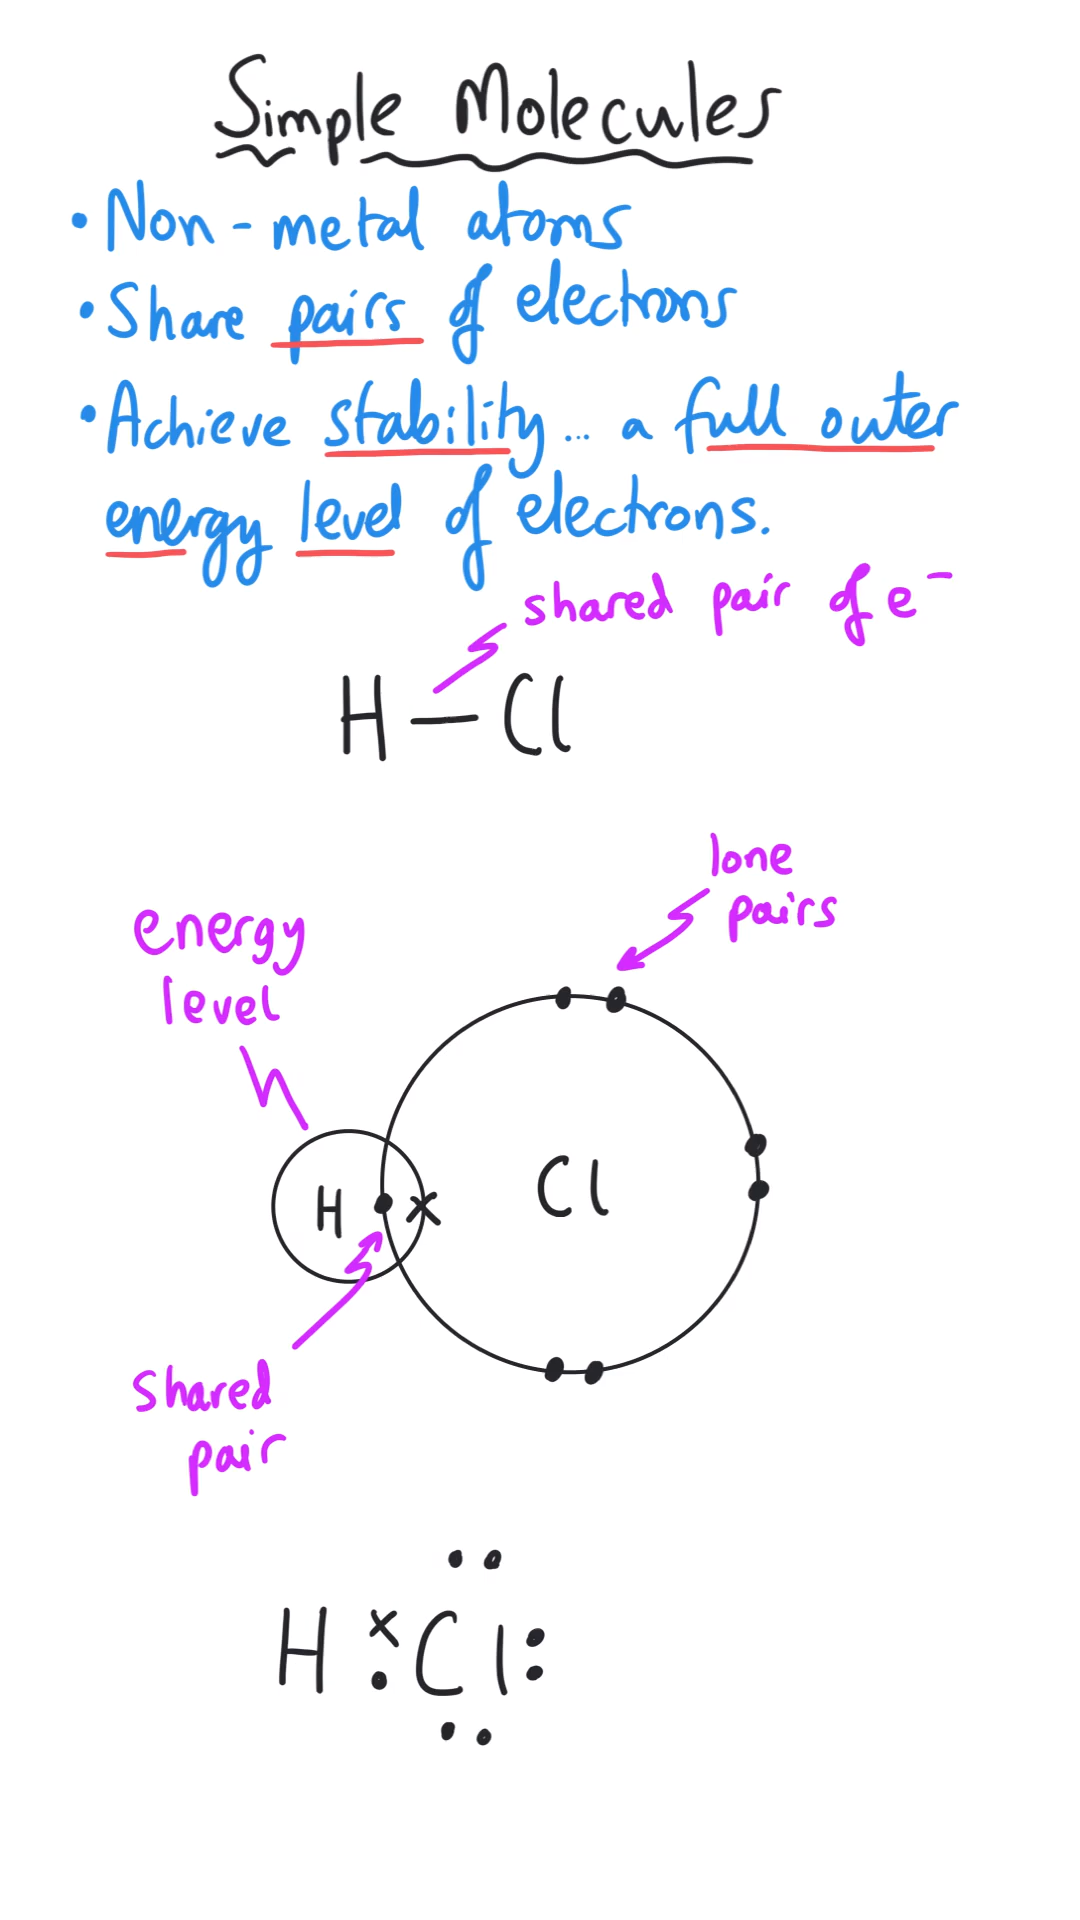 Simple Molecules
• Non-metal atoms
• Share pairs of electrons
• Achieve stability... a full outer
energy level of electrons.
shared pair of e⁻
H — Cl
lone
pairs
energy
level
H x Cl
shared
pair
H x Cl